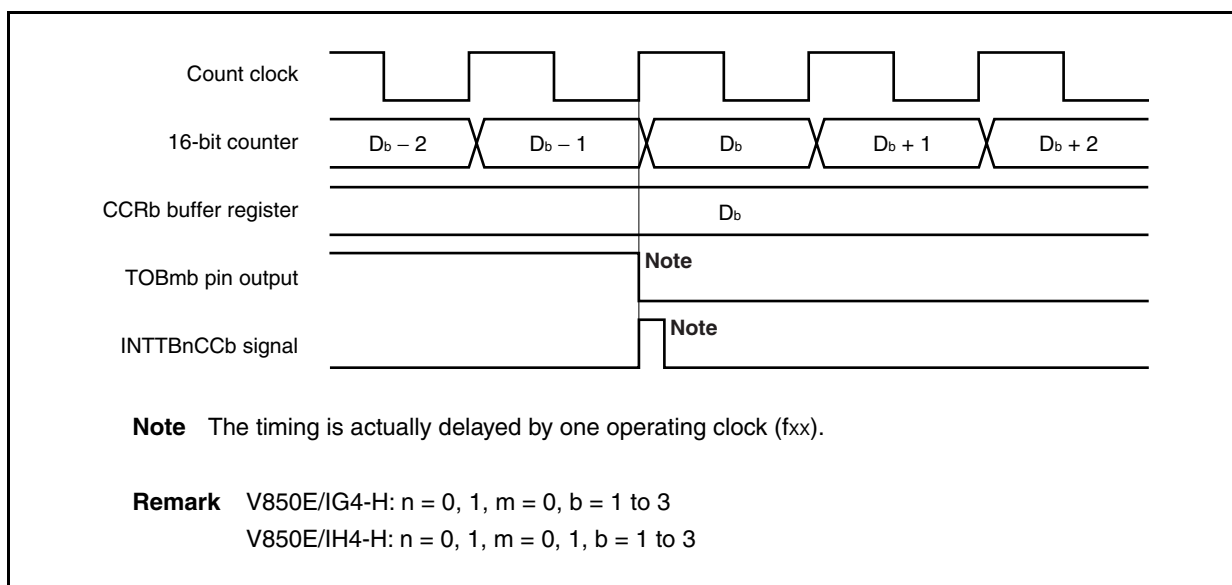 Count clock
16-bit counter
Db – 2
Db – 1
Db
Db + 1
Db + 2
CCRb buffer register
Db
TOBmb pin output
Note
INTTBnCCb signal
Note
Note The timing is actually delayed by one operating clock (fxx).
Remark V850E/IG4-H: n = 0, 1, m = 0, b = 1 to 3
V850E/IH4-H: n = 0, 1, m = 0, 1, b = 1 to 3